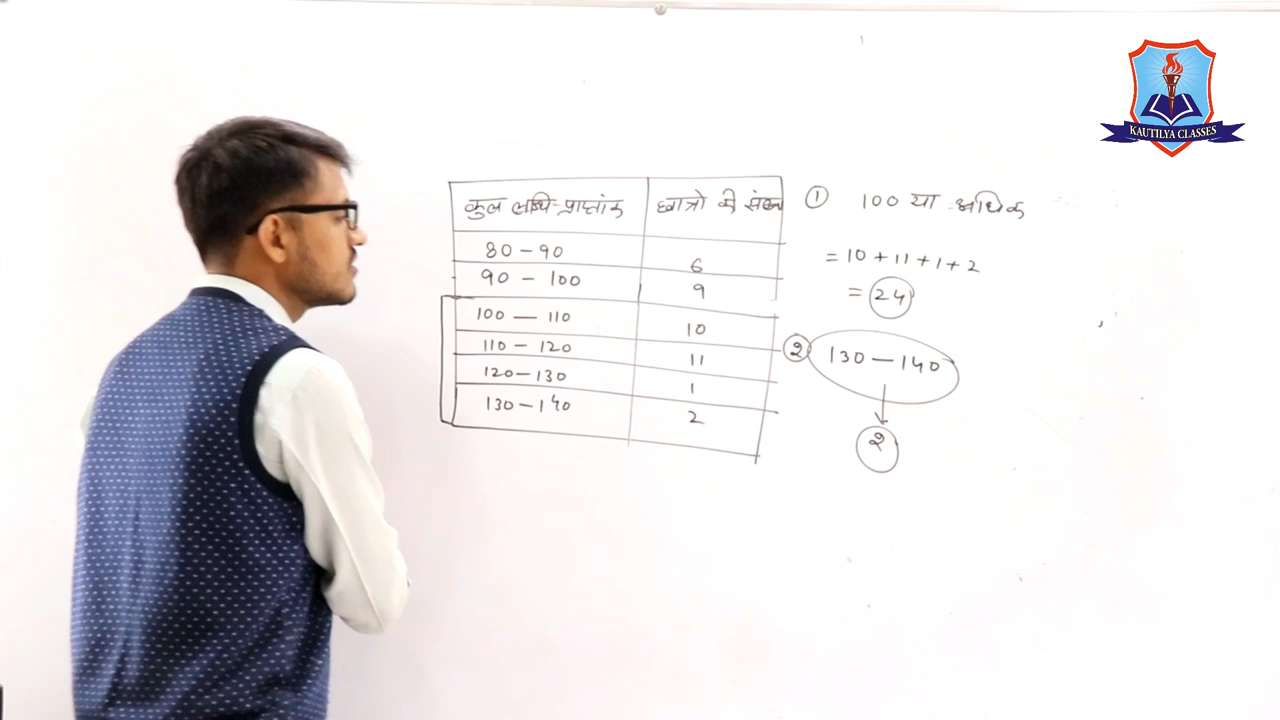 KAUTILYA CLASSES
कुल लब्धि-प्राप्तांक छात्रो की संख्या
80 – 90 6
90 – 100 9
100 — 110 10
110 – 120 11
120 – 130 1
130 – 140 2
① 100 या अधिक
= 10 + 11 + 1 + 2
= 24
② 130 — 140
2